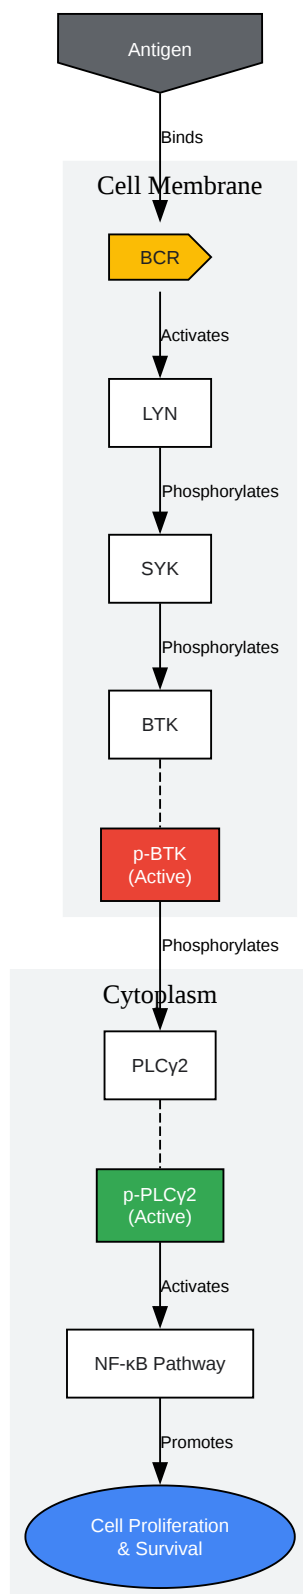 Antigen
Binds
Cell Membrane
BCR
Activates
LYN
Phosphorylates
SYK
Phosphorylates
BTK
p-BTK
(Active)
Phosphorylates
Cytoplasm
PLCγ2
p-PLCγ2
(Active)
Activates
NF-κB Pathway
Promotes
Cell Proliferation
& Survival